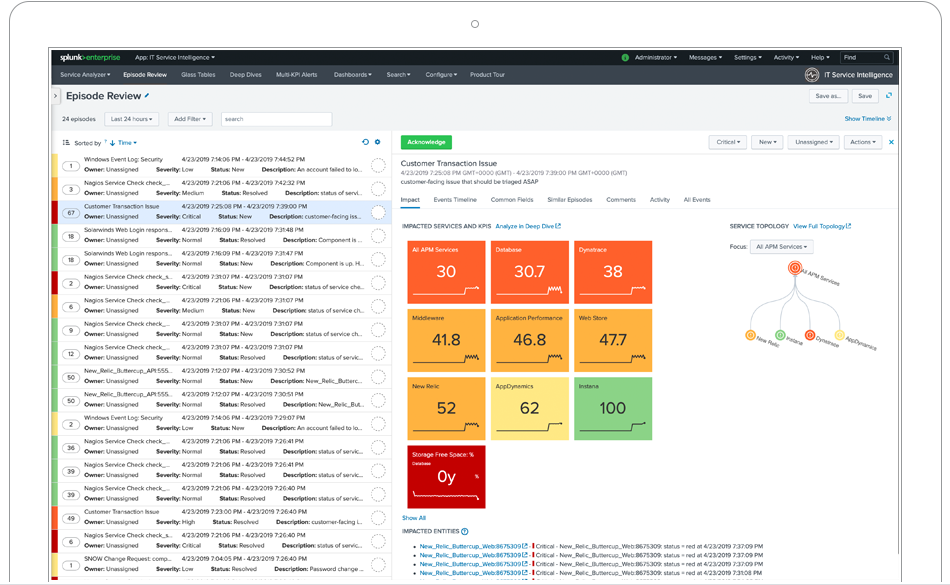 splunk>enterprise App: IT Service Intelligence Administrator Messages Settings Activity Help Find
Service Analyzer Episode Review Glass Tables Deep Dives Multi-KPI Alerts Dashboards Search Configure Product Tour IT Service Intelligence
Episode Review Save as... Save
24 episodes Last 24 hours Add Filter search Show Timeline
Sorted by Time
1 Windows Event Log: Security 4/23/2019 7:14:06 PM - 4/23/2019 7:44:52 PM
Owner: Unassigned Severity: Low Status: New Description: An account failed to lo...
3 Nagios Service Check check_... 4/23/2019 7:21:06 PM - 4/23/2019 7:42:32 PM
Owner: Unassigned Severity: Medium Status: Resolved Description: status of servi...
67 Customer Transaction Issue 4/23/2019 7:25:08 PM - 4/23/2019 7:39:00 PM
Owner: Unassigned Severity: Critical Status: New Description: customer-facing iss...
18 Solarwinds Web Login respons... 4/23/2019 7:16:09 PM - 4/23/2019 7:31:48 PM
Owner: Unassigned Severity: Normal Status: Resolved Description: Component is ...
18 Solarwinds Web Login respons... 4/23/2019 7:16:09 PM - 4/23/2019 7:31:47 PM
Owner: Unassigned Severity: Normal Status: New Description: Component is up. H...
2 Nagios Service Check check_s... 4/23/2019 7:31:07 PM - 4/23/2019 7:31:07 PM
Owner: Unassigned Severity: Critical Status: New Description: status of service che...
6 Nagios Service Check check_... 4/23/2019 7:21:06 PM - 4/23/2019 7:31:07 PM
Owner: Unassigned Severity: Medium Status: New Description: status of service c...
9 Nagios Service Check check_... 4/23/2019 7:31:07 PM - 4/23/2019 7:31:07 PM
Owner: Unassigned Severity: Normal Status: New Description: status of service ch...
12 Nagios Service Check check_... 4/23/2019 7:31:07 PM - 4/23/2019 7:31:07 PM
Owner: Unassigned Severity: Normal Status: Resolved Description: status of servic...
50 New_Relic_Buttercup_API:555... 4/23/2019 7:12:07 PM - 4/23/2019 7:30:52 PM
Owner: Unassigned Severity: Normal Status: New Description: New_Relic_Butterc...
50 New_Relic_Buttercup_API:555... 4/23/2019 7:12:07 PM - 4/23/2019 7:30:51 PM
Owner: Unassigned Severity: Normal Status: Resolved Description: New_Relic_But...
2 Windows Event Log: Security 4/23/2019 7:14:06 PM - 4/23/2019 7:29:07 PM
Owner: Unassigned Severity: Low Status: New Description: An account failed to lo...
36 Nagios Service Check check_... 4/23/2019 7:21:06 PM - 4/23/2019 7:26:41 PM
Owner: Unassigned Severity: Normal Status: Resolved Description: status of servic...
39 Nagios Service Check check_... 4/23/2019 7:21:06 PM - 4/23/2019 7:26:41 PM
Owner: Unassigned Severity: Normal Status: Resolved Description: status of servic...
39 Nagios Service Check check_... 4/23/2019 7:21:06 PM - 4/23/2019 7:26:40 PM
Owner: Unassigned Severity: Normal Status: Resolved Description: status of servic...
49 Customer Transaction Issue 4/23/2019 7:23:00 PM - 4/23/2019 7:26:40 PM
Owner: Unassigned Severity: High Status: Resolved Description: customer-facing i...
6 Nagios Service Check check_s... 4/23/2019 7:21:06 PM - 4/23/2019 7:26:40 PM
Owner: Unassigned Severity: Critical Status: Resolved Description: status of servic...
1 SNOW Change Request: comp... 4/23/2019 7:04:05 PM - 4/23/2019 7:26:40 PM
Owner: Unassigned Severity: Low Status: Resolved Description: Password change ...
Acknowledge Critical New Unassigned Actions
Customer Transaction Issue
4/23/2019 7:25:08 PM GMT+0000 (GMT) - 4/23/2019 7:39:00 PM GMT+0000 (GMT)
customer-facing issue that should be triaged ASAP
Impact Events Timeline Common Fields Similar Episodes Comments Activity All Events
IMPACTED SERVICES AND KPIS Analyze in Deep Dive
All APM Services Database Dynatrace
30 30.7 38
Middleware Application Performance Web Store
41.8 46.8 47.7
New Relic AppDynamics Instana
52 62 100
Storage Free Space: %
Database
0y %
Show All
IMPACTED ENTITIES
New_Relic_Buttercup_Web:8675309 - Critical - New_Relic_Buttercup_Web:8675309: status = red at 4/23/2019 7:37:09 PM
New_Relic_Buttercup_Web:8675309 - Critical - New_Relic_Buttercup_Web:8675309: status = red at 4/23/2019 7:37:09 PM
New_Relic_Buttercup_Web:8675309 - Critical - New_Relic_Buttercup_Web:8675309: status = red at 4/23/2019 7:37:09 PM
New_Relic_Buttercup_Web:8675309 - Critical - New_Relic_Buttercup_Web:8675309: status = red at 4/23/2019 7:31:08 PM
SERVICE TOPOLOGY View Full Topology
Focus: All APM Services
All APM Services
New Relic Instana Dynatrace AppDynamics